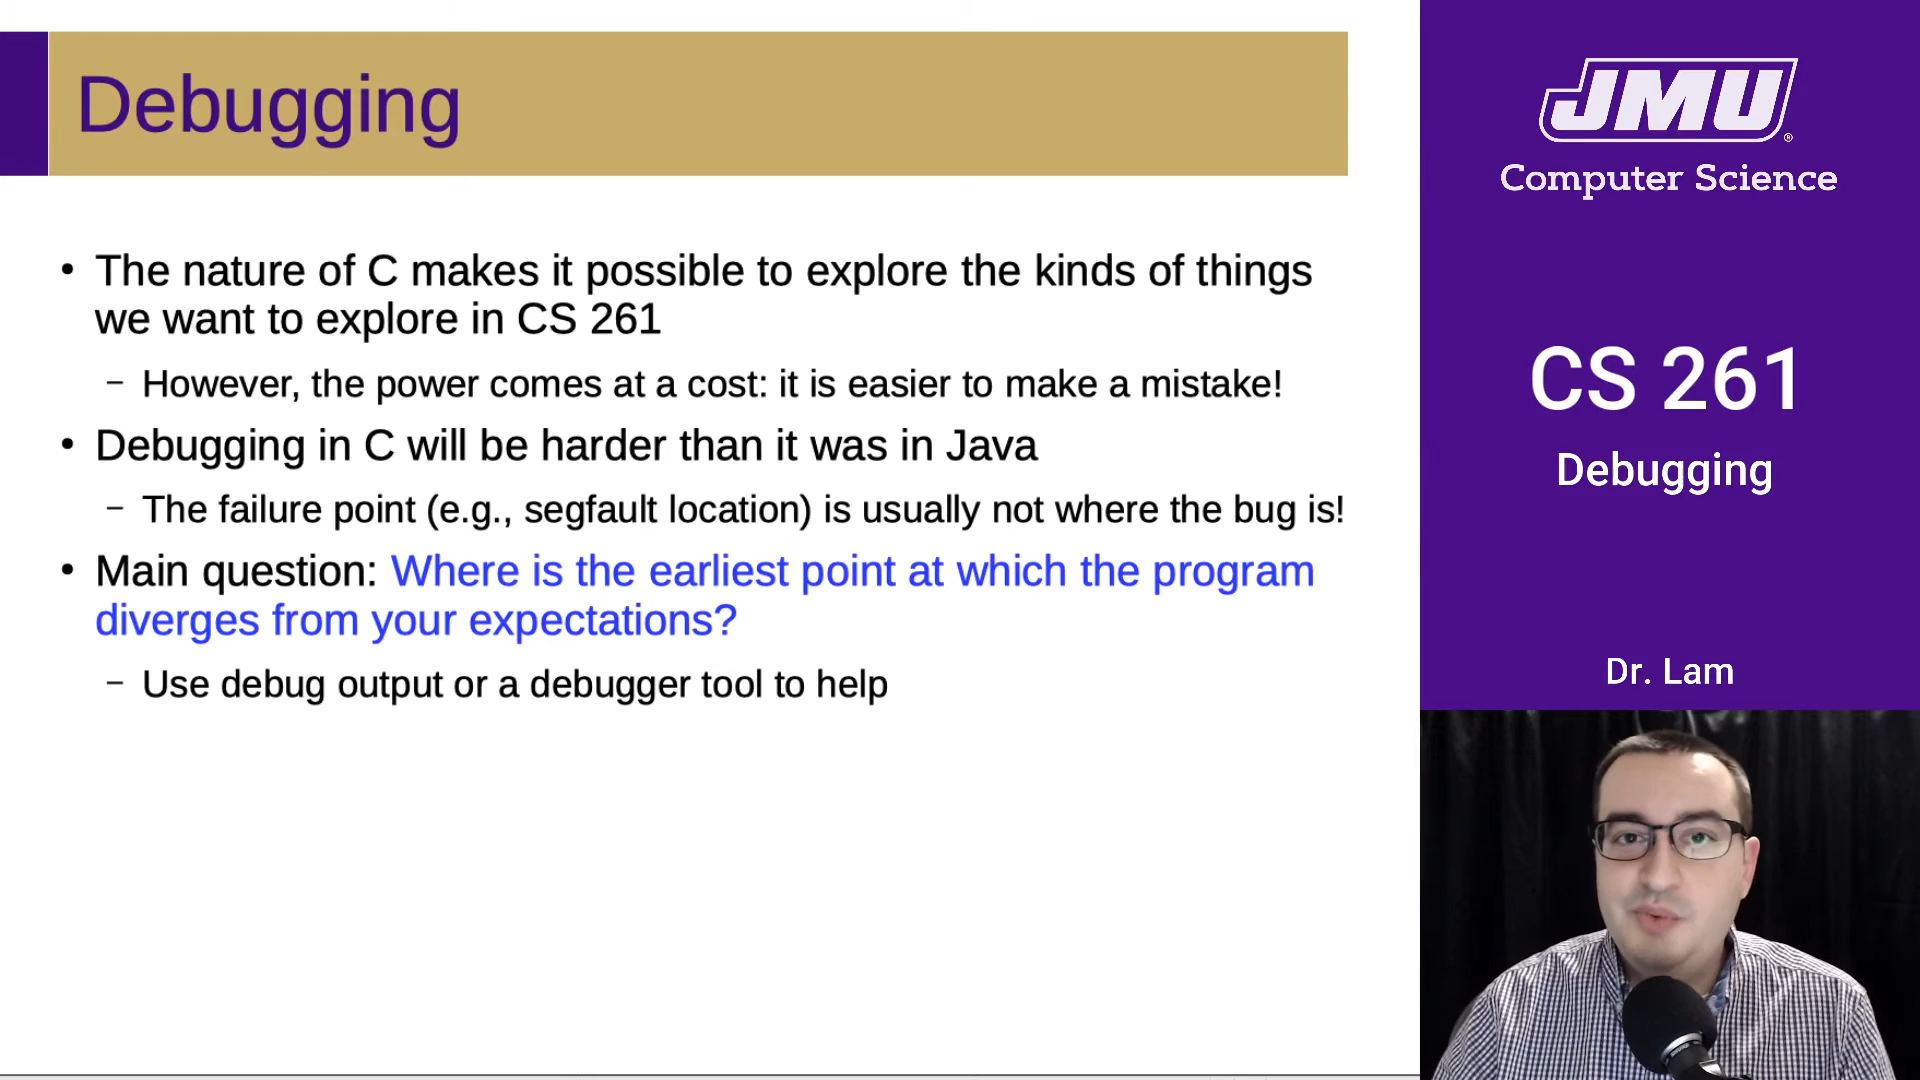 Debugging
• The nature of C makes it possible to explore the kinds of things
we want to explore in CS 261
– However, the power comes at a cost: it is easier to make a mistake!
• Debugging in C will be harder than it was in Java
– The failure point (e.g., segfault location) is usually not where the bug is!
• Main question: Where is the earliest point at which the program
diverges from your expectations?
– Use debug output or a debugger tool to help
JMU®
Computer Science
CS 261
Debugging
Dr. Lam